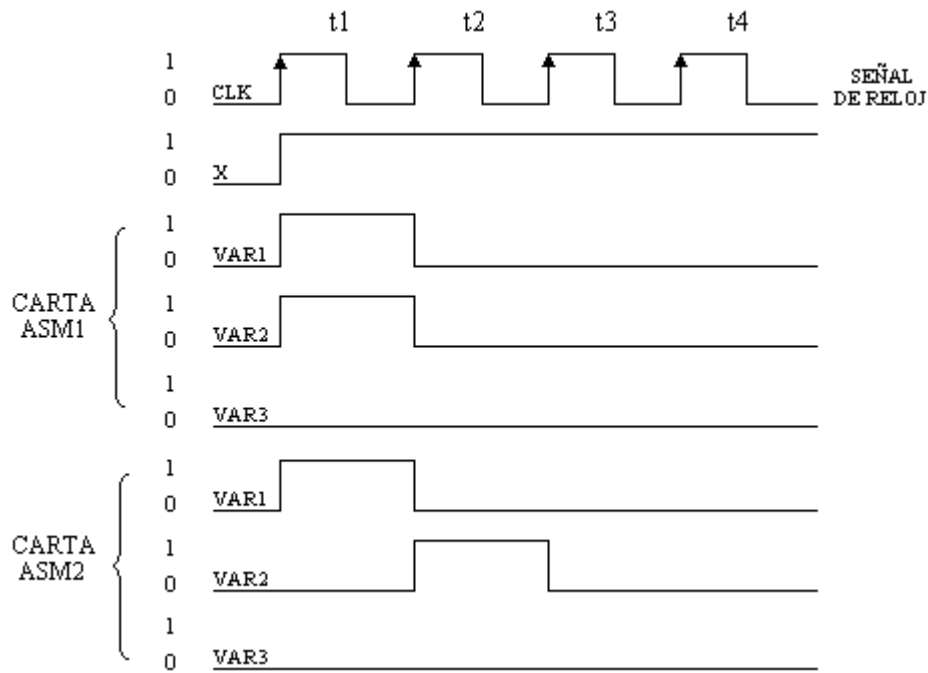 t1 t2 t3 t4
1
0 CLK
SEÑAL
DE RELOJ
1
0 X
CARTA
ASM1
1
0 VAR1
1
0 VAR2
1
0 VAR3
CARTA
ASM2
1
0 VAR1
1
0 VAR2
1
0 VAR3